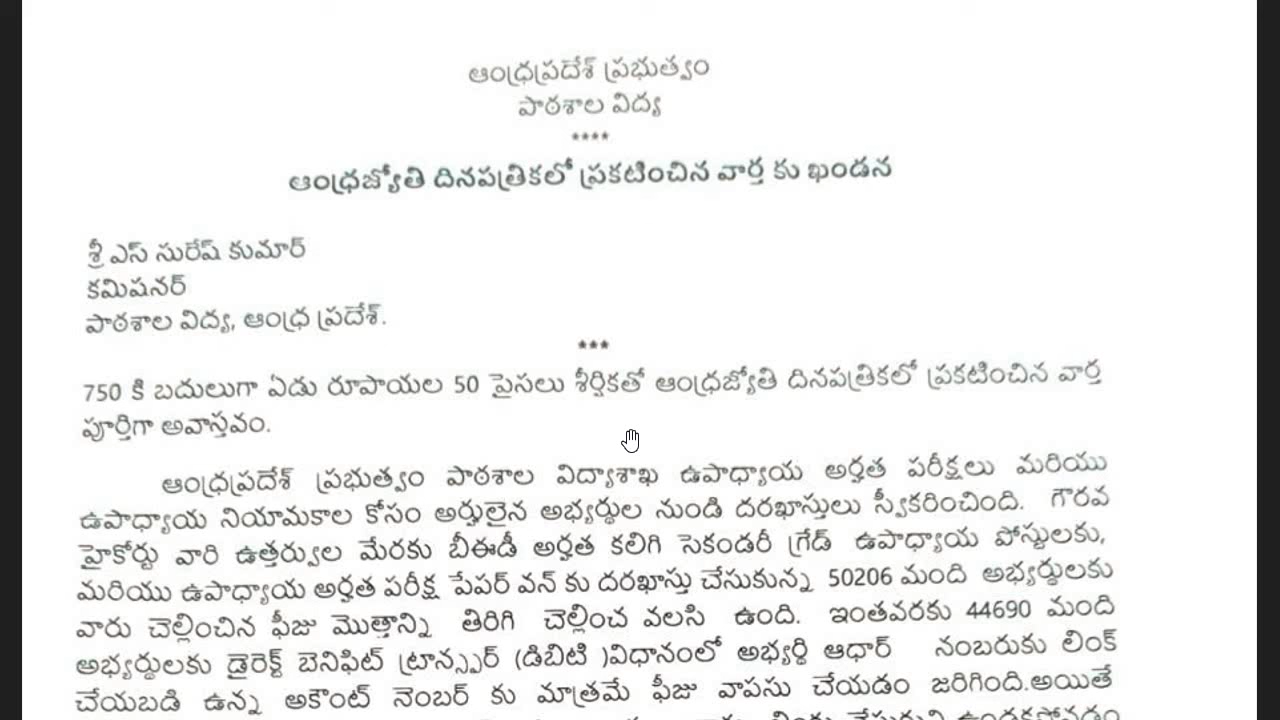 ఆంధ్రప్రదేశ్ ప్రభుత్వం
పాఠశాల విద్య
****
ఆంధ్రజ్యోతి దినపత్రికలో ప్రకటించిన వార్త కు ఖండన
శ్రీ ఎస్ సురేష్ కుమార్
కమిషనర్
పాఠశాల విద్య, ఆంధ్ర ప్రదేశ్.
***
750 కి బదులుగా ఏడు రూపాయల 50 పైసలు శీర్షికతో ఆంధ్రజ్యోతి దినపత్రికలో ప్రకటించిన వార్త
పూర్తిగా అవాస్తవం.
ఆంధ్రప్రదేశ్ ప్రభుత్వం పాఠశాల విద్యాశాఖ ఉపాధ్యాయ అర్హత పరీక్షలు మరియు
ఉపాధ్యాయ నియామకాల కోసం అర్హులైన అభ్యర్థుల నుండి దరఖాస్తులు స్వీకరించింది. గౌరవ
హైకోర్టు వారి ఉత్తర్వుల మేరకు బీఈడీ అర్హత కలిగి సెకండరీ గ్రేడ్ ఉపాధ్యాయ పోస్టులకు,
మరియు ఉపాధ్యాయ అర్హత పరీక్ష పేపర్ వన్ కు దరఖాస్తు చేసుకున్న 50206 మంది అభ్యర్థులకు
వారు చెల్లించిన ఫీజు మొత్తాన్ని తిరిగి చెల్లించ వలసి ఉంది. ఇంతవరకు 44690 మంది
అభ్యర్థులకు డైరెక్ట్ బెనిఫిట్ ట్రాన్స్ఫర్ (డిబిటి )విధానంలో అభ్యర్థి ఆధార్ నంబరుకు లింక్
చేయబడి ఉన్న అకౌంట్ నెంబర్ కు మాత్రమే ఫీజు వాపసు చేయడం జరిగింది.అయితే